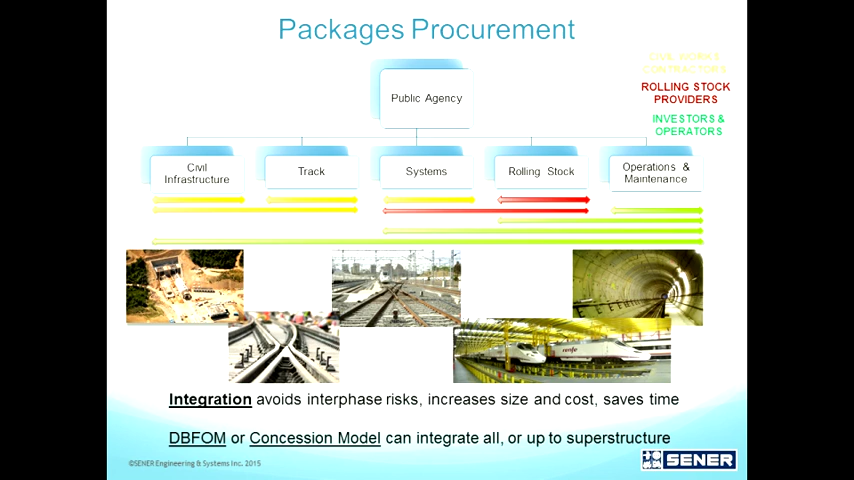 Packages Procurement
CIVIL WORKS
CONTRACTORS
ROLLING STOCK
PROVIDERS
INVESTORS &
OPERATORS
Public Agency
Civil
Infrastructure
Track
Systems
Rolling Stock
Operations &
Maintenance
renfe
Integration avoids interphase risks, increases size and cost, saves time
DBFOM or Concession Model can integrate all, or up to superstructure
©SENER Engineering & Systems Inc. 2015
SENER